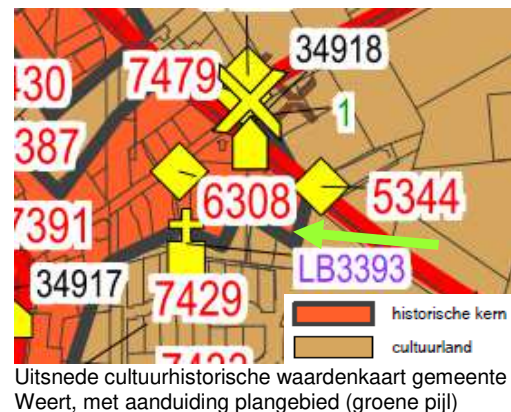 34918
7479
430
1
387
6308
5344
7391
LB3393
34917
7429
historische kern
cultuurland
Uitsnede cultuurhistorische waardenkaart gemeente
Weert, met aanduiding plangebied (groene pijl)